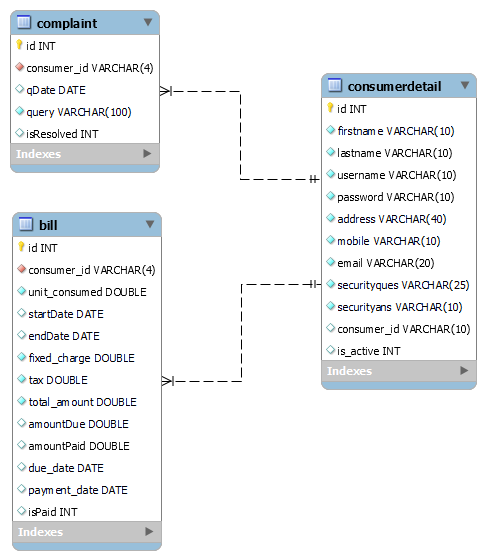 complaint
id INT
consumer_id VARCHAR(4)
qDate DATE
query VARCHAR(100)
isResolved INT
Indexes
consumerdetail
id INT
firstname VARCHAR(10)
lastname VARCHAR(10)
username VARCHAR(10)
password VARCHAR(10)
address VARCHAR(40)
mobile VARCHAR(10)
email VARCHAR(20)
securityques VARCHAR(25)
securityans VARCHAR(10)
consumer_id VARCHAR(10)
is_active INT
Indexes
bill
id INT
consumer_id VARCHAR(4)
unit_consumed DOUBLE
startDate DATE
endDate DATE
fixed_charge DOUBLE
tax DOUBLE
total_amount DOUBLE
amountDue DOUBLE
amountPaid DOUBLE
due_date DATE
payment_date DATE
isPaid INT
Indexes